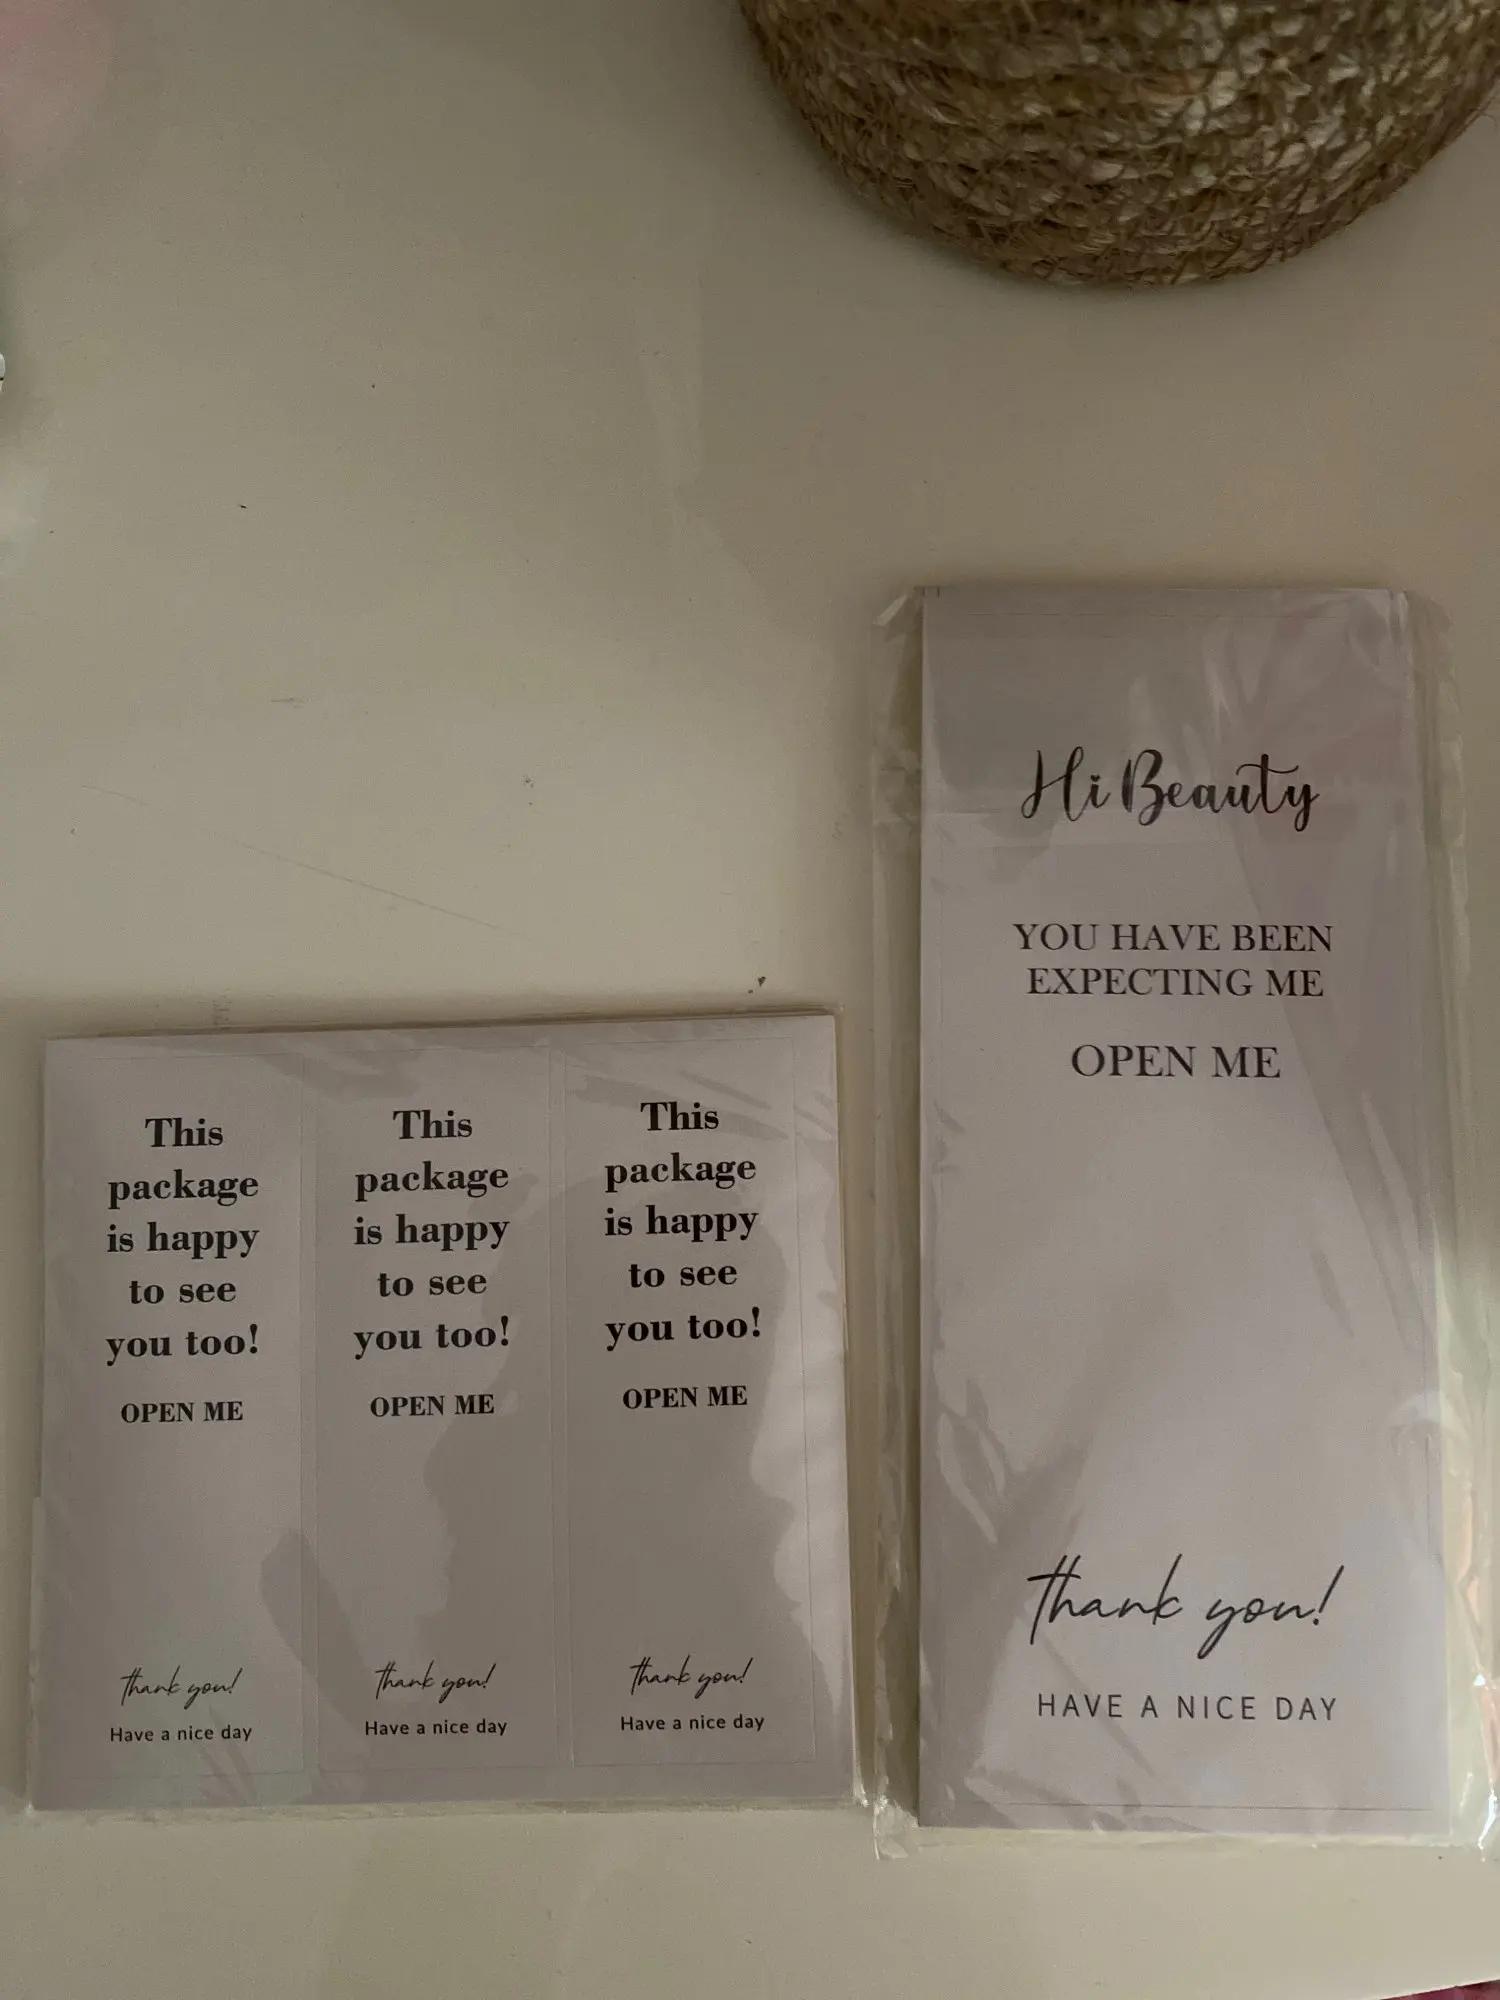 This
package
is happy
to see
you too!
OPEN ME
thank you!
Have a nice day
This
package
is happy
to see
you too!
OPEN ME
thank you!
Have a nice day
This
package
is happy
to see
you too!
OPEN ME
thank you!
Have a nice day
Hi Beauty
YOU HAVE BEEN
EXPECTING ME
OPEN ME
thank you!
HAVE A NICE DAY